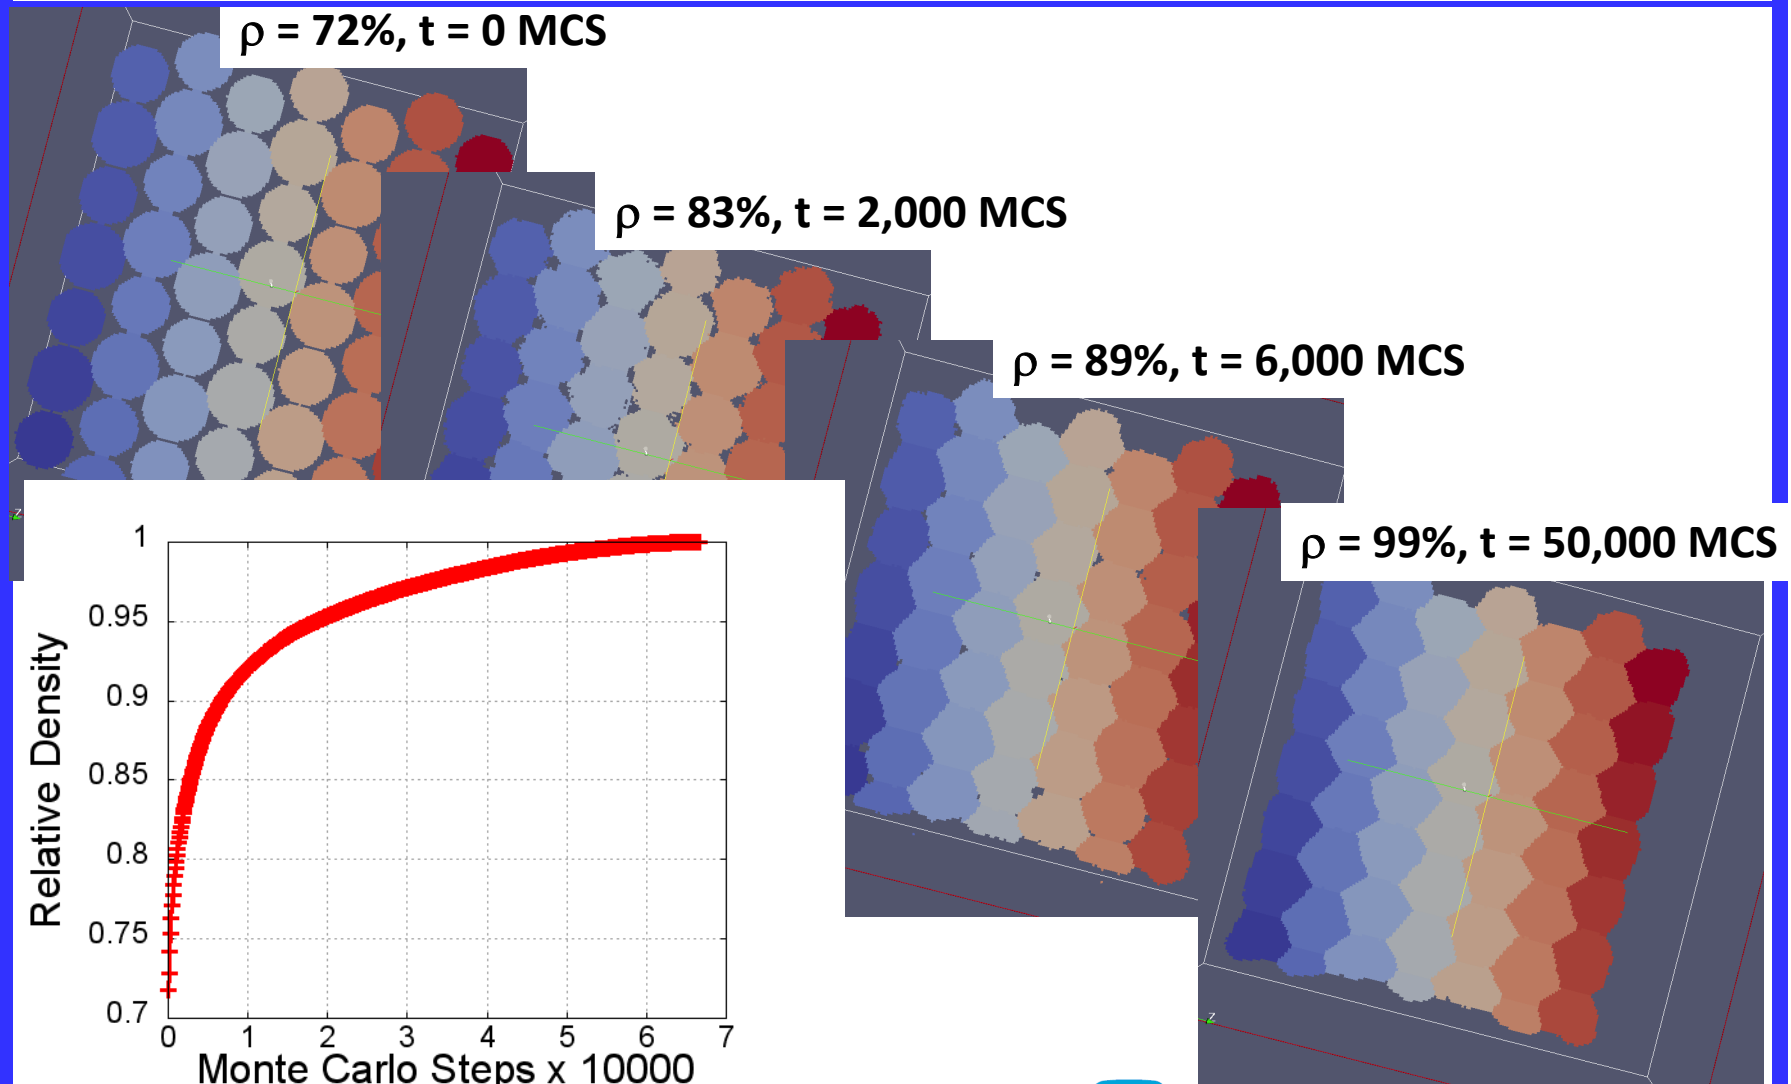 ρ = 72%, t = 0 MCS
ρ = 83%, t = 2,000 MCS
ρ = 89%, t = 6,000 MCS
ρ = 99%, t = 50,000 MCS
Z
1
0.95
0.9
0.85
0.8
0.75
0.7
Relative Density
0 1 2 3 4 5 6 7
Monte Carlo Steps x 10000
Z